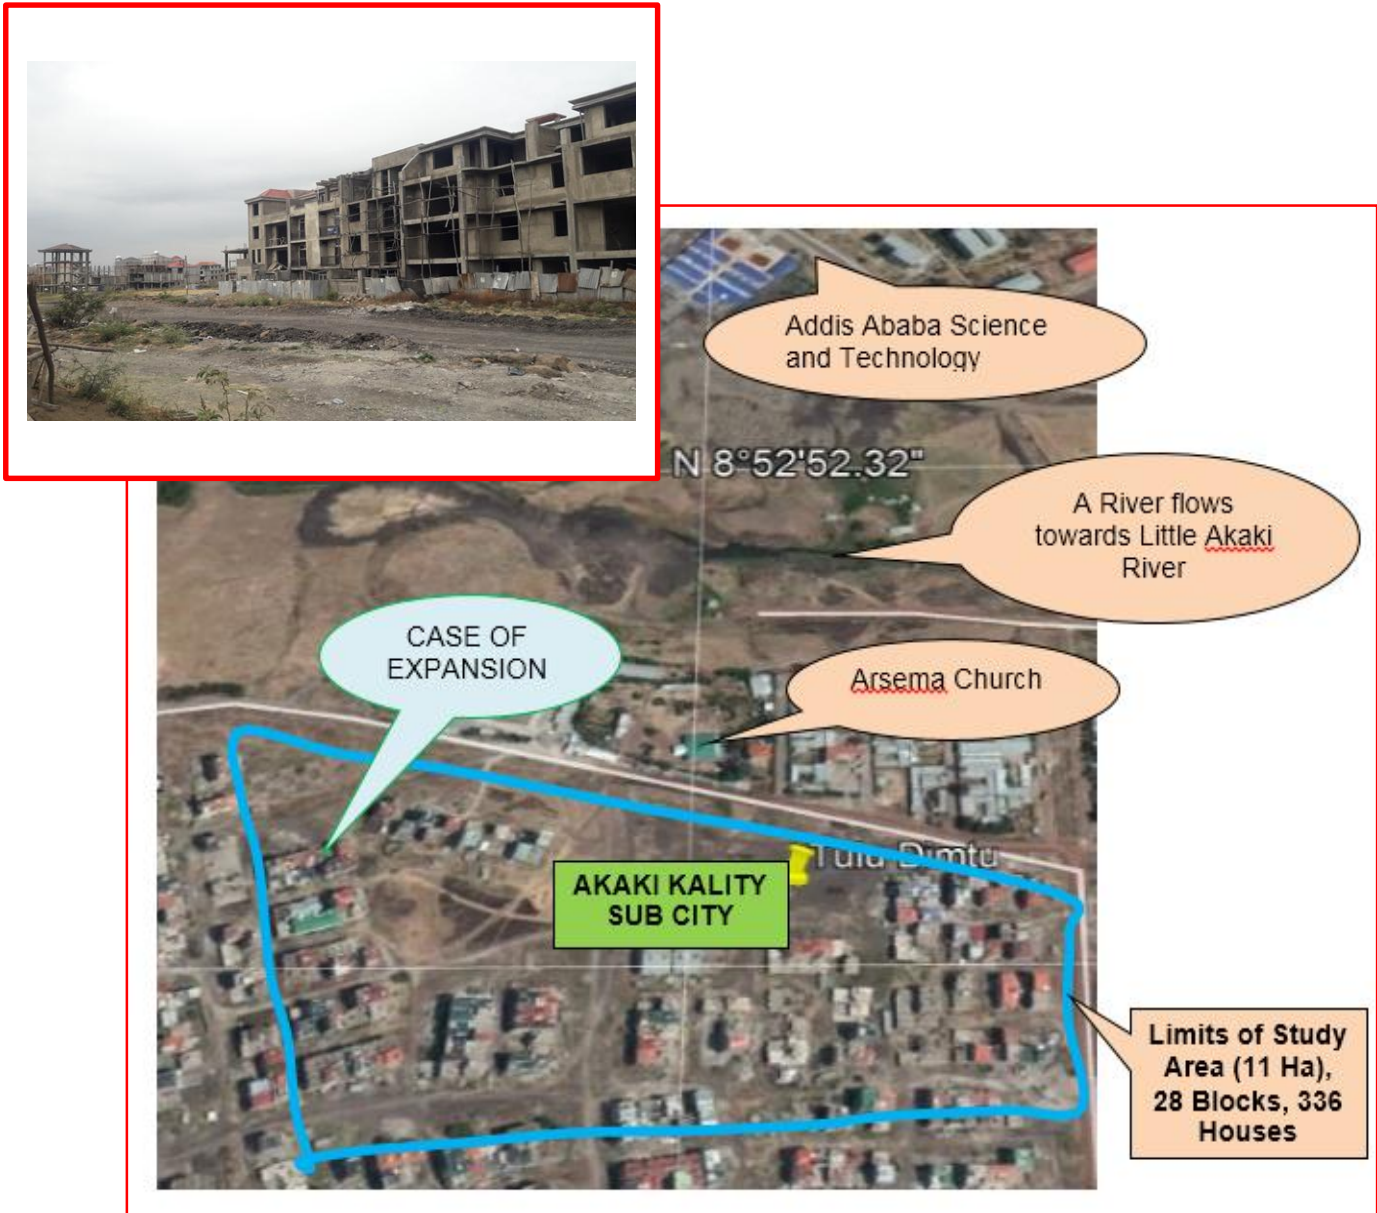 Addis Ababa Science
and Technology
N 8°52'52.32"
A River flows
towards Little Akaki
River
CASE OF
EXPANSION
Arsema Church
Tulu Dimtu
AKAKI KALITY
SUB CITY
Limits of Study
Area (11 Ha),
28 Blocks, 336
Houses